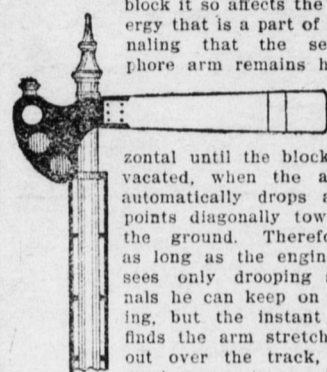 block it so affects the
ergy that is a part of
naling that the se
phore arm remains h
zontal until the block
vacated, when the a
automatically drops a
points diagonally tow
the ground. Therefo
as long as the engin
sees only drooping s
nals he can keep on
ing, but the instant
finds the arm stretch
out over the track,